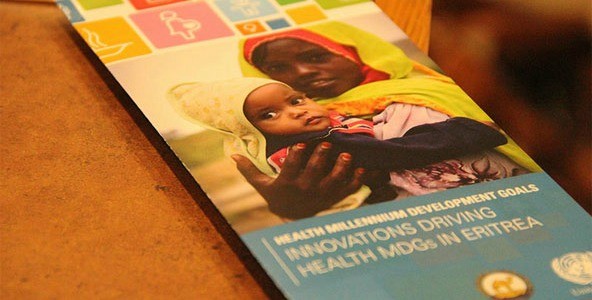 HEALTH MILLENNIUM DEVELOPMENT GOALS
INNOVATIONS DRIVING
HEALTH MDGs IN ERITREA